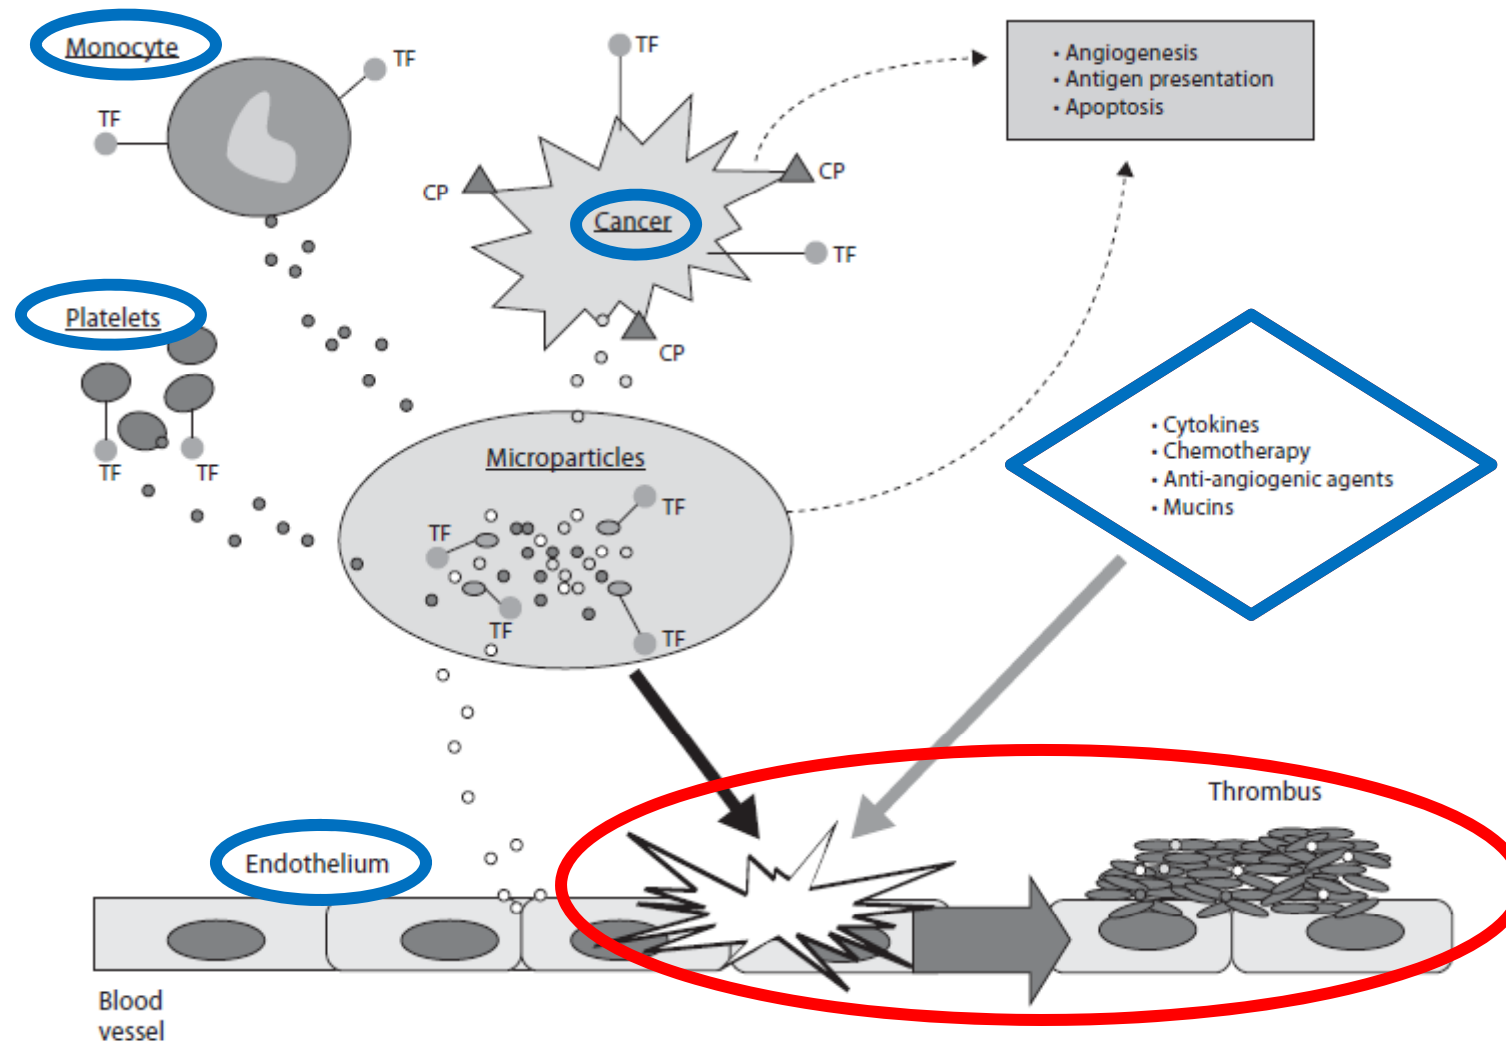 Monocyte
TF
TF
TF
• Angiogenesis
• Antigen presentation
• Apoptosis
CP
CP
Cancer
TF
Platelets
CP
TF
TF
Microparticles
TF
TF
TF
TF
• Cytokines
• Chemotherapy
• Anti-angiogenic agents
• Mucins
Thrombus
Endothelium
Blood
vessel